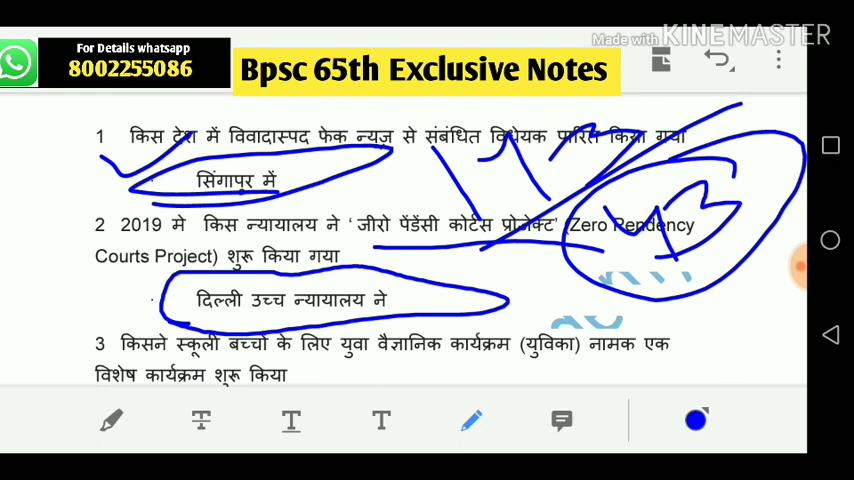 Made with KINEMASTER
For Details whatsapp
8002255086
Bpsc 65th Exclusive Notes
1 किस देश में विवादास्पद फेक न्यूज़ से संबंधित विधेयक पारित किया गया
सिंगापुर में
2 2019 मे किस न्यायालय ने ‘ जीरो पेंडेंसी कोर्टस प्रोजेक्ट’ (Zero Pendency
Courts Project) शुरू किया गया
दिल्ली उच्च न्यायालय ने
3 किसने स्कूली बच्चो के लिए युवा वैज्ञानिक कार्यक्रम (युविका) नामक एक
विशेष कार्यक्रम शुरू किया